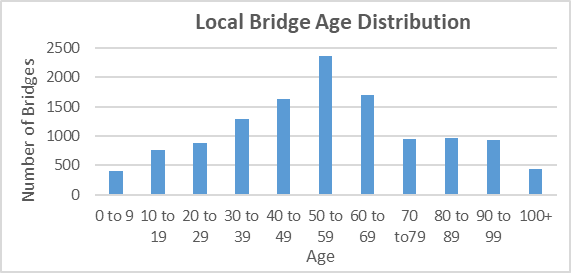 Local Bridge Age Distribution
Number of Bridges
2500
2000
1500
1000
500
0
0 to 9
10 to
19
20 to
29
30 to
39
40 to
49
50 to
59
60 to
69
70
to79
80 to
89
90 to
99
100+
Age